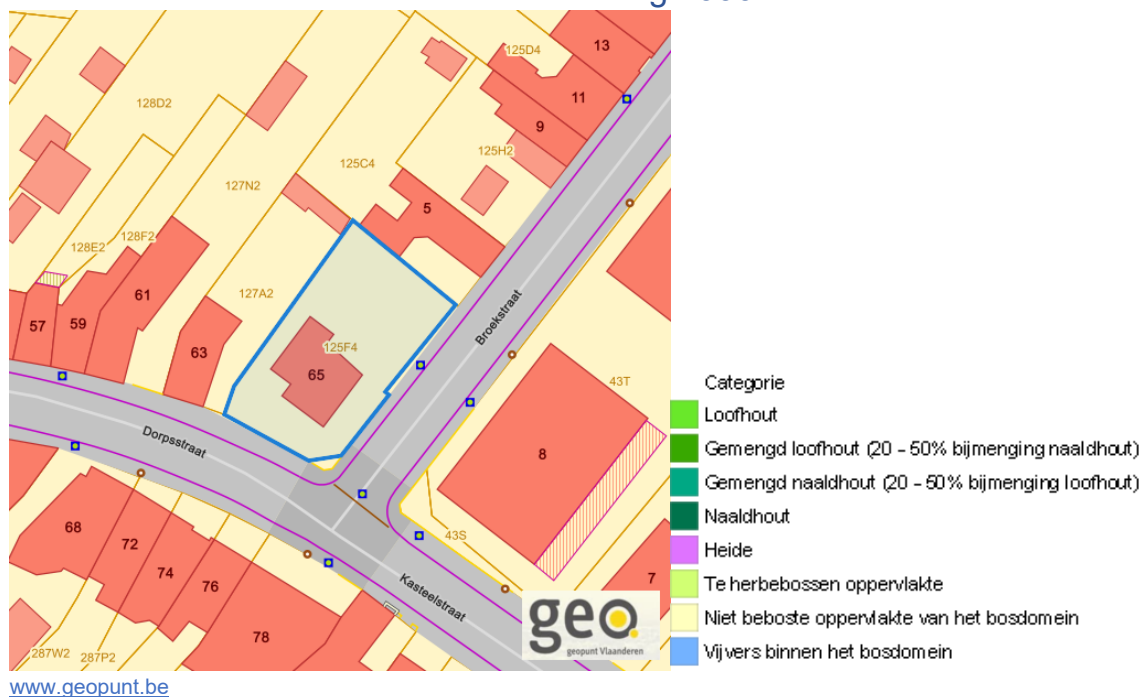 13
125D4
11
128D2
9
125H2
125C4
127N2
5
128F2
128E2
61
127A2
Broekstraat
57
59
125F4
63
65
43T
Categorie
Loofhout
Dorpsstraat
8
Gemengd loofhout (20 - 50% bijmenging naaldhout)
Gemengd naaldhout (20 - 50% bijmenging loofhout)
68
72
43S
Naaldhout
74
Heide
76
Kasteelstraat
7
Te herbebossen oppervlakte
78
geo.
Niet beboste oppervlakte van het bosdomein
287W2
287P2
geopunt Vlaanderen
Vijvers binnen het bosdomein
www.geopunt.be